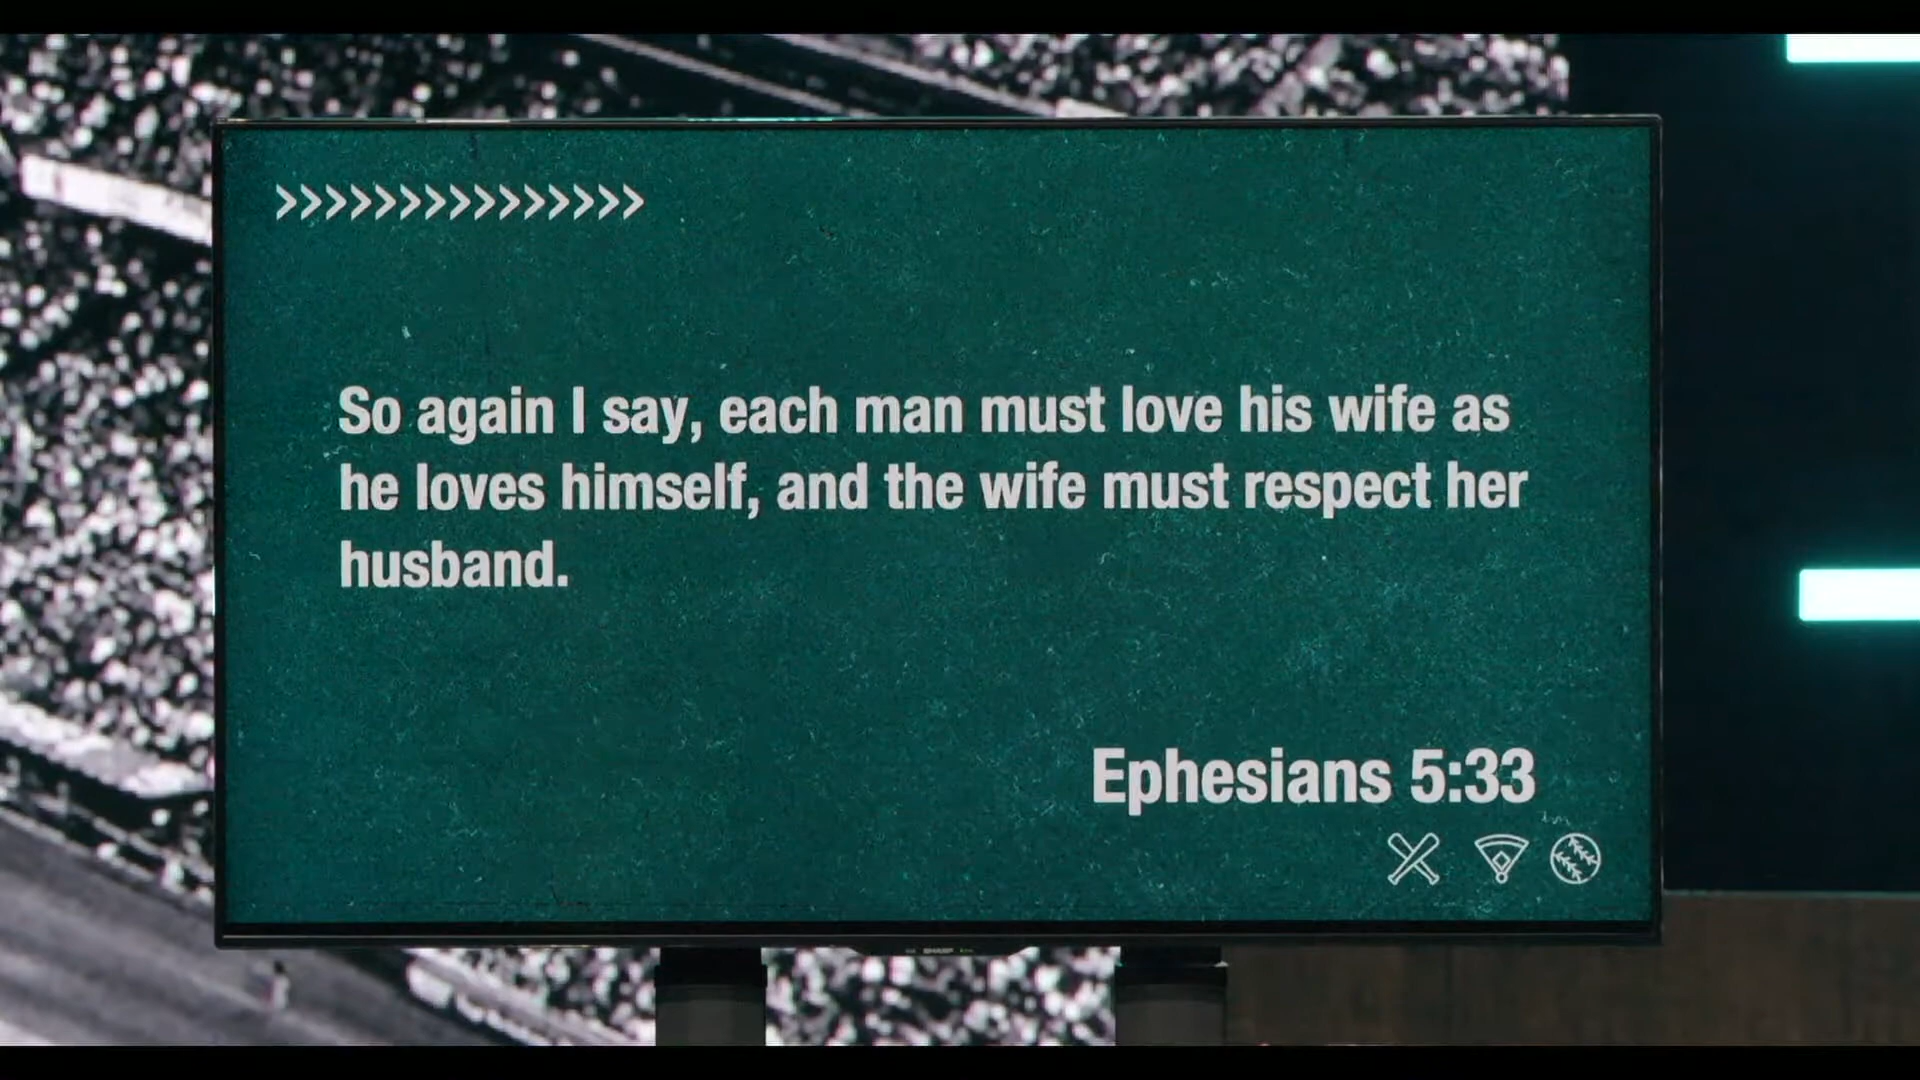 >>>>>>>>>>>>>>>
So again I say, each man must love his wife as
he loves himself, and the wife must respect her
husband.
Ephesians 5:33
SHARP